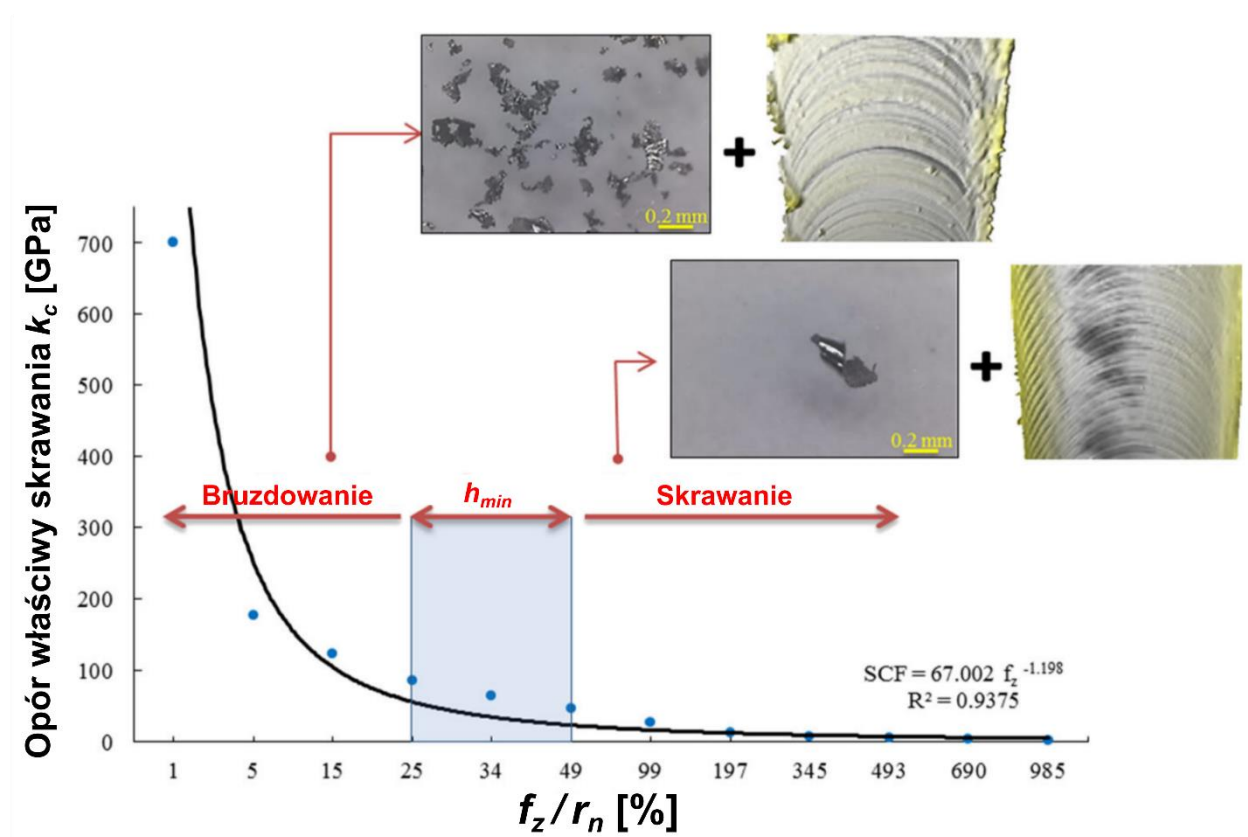 0.2 mm
+
0.2 mm
+
Opór właściwy skrawania k_c [GPa]
700
600
500
400
300
200
100
0
Bruzdowanie
h_min
Skrawanie
SCF = 67.002 f_z^-1.198
R² = 0.9375
1 5 15 25 34 49 99 197 345 493 690 985
f_z / r_n [%]